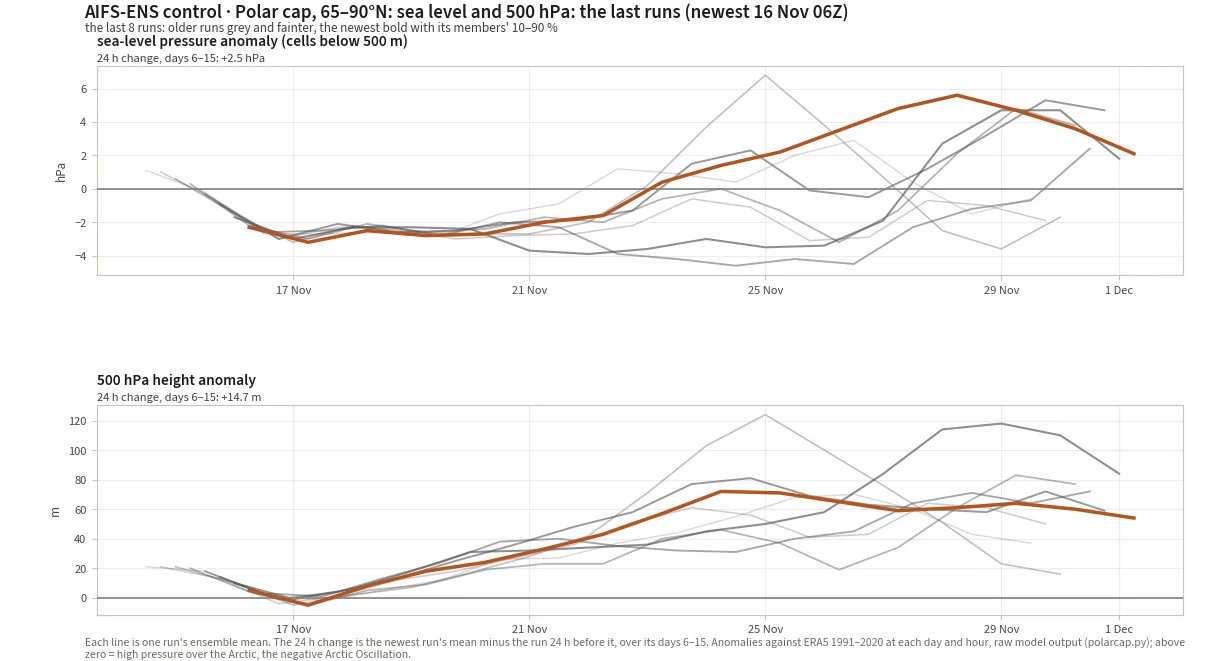 AIFS-ENS control · Polar cap, 65–90°N: sea level and 500 hPa: the last runs (newest 16 Nov 06Z)
the last 8 runs: older runs grey and fainter, the newest bold with its members' 10–90 %
sea-level pressure anomaly (cells below 500 m)
24 h change, days 6–15: +2.5 hPa
6
4
2
0
−2
−4
hPa
17 Nov
21 Nov
25 Nov
29 Nov
1 Dec
500 hPa height anomaly
24 h change, days 6–15: +14.7 m
120
100
80
60
40
20
0
m
17 Nov
21 Nov
25 Nov
29 Nov
1 Dec
Each line is one run's ensemble mean. The 24 h change is the newest run's mean minus the run 24 h before it, over its days 6–15. Anomalies against ERA5 1991–2020 at each day and hour, raw model output (polarcap.py); above
zero = high pressure over the Arctic, the negative Arctic Oscillation.